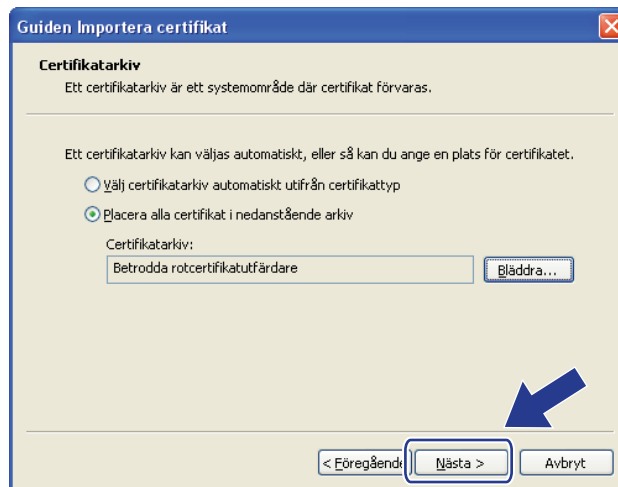 Guiden Importera certifikat
Certifikatarkiv
Ett certifikatarkiv är ett systemområde där certifikat förvaras.
Ett certifikatarkiv kan väljas automatiskt, eller så kan du ange en plats för certifikatet.
Välj certifikatarkiv automatiskt utifrån certifikattyp
Placera alla certifikat i nedanstående arkiv
Certifikatarkiv:
Betrodda rotcertifikatutfärdare
Bläddra...
< Föregående
Nästa >
Avbryt